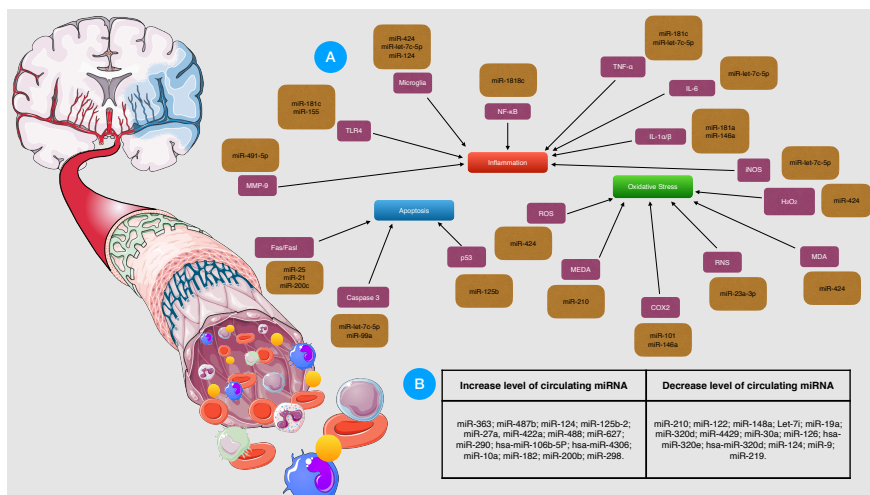 A
miR-424
miR-let-7c-5p
miR-124
Microglia
miR-1818c
NF-κB
miR-181c
miR-let-7c-5p
TNF-α
miR-let-7c-5p
IL-6
miR-181c
miR-155
TLR4
miR-181a
miR-146a
IL-1α/β
miR-491-5p
MMP-9
Inflammation
miR-let-7c-5p
iNOS
Oxidative Stress
H₂O₂
miR-424
Apoptosis
ROS
miR-424
Fas/Fasl
miR-25
miR-21
miR-200c
p53
miR-125b
MEDA
miR-210
RNS
miR-23a-3p
MDA
miR-424
Caspase 3
miR-let-7c-5p
miR-99a
COX2
miR-101
miR-146a
B
Increase level of circulating miRNA
Decrease level of circulating miRNA
miR-363; miR-487b; miR-124; miR-125b-2;
miR-27a, miR-422a; miR-488; miR-627;
miR-290; hsa-miR-106b-5P; hsa-miR-4306;
miR-10a; miR-182; miR-200b; miR-298.
miR-210; miR-122; miR-148a; Let-7i; miR-19a;
miR-320d; miR-4429; miR-30a; miR-126; hsa-
miR-320e; hsa-miR-320d; miR-124; miR-9;
miR-219.